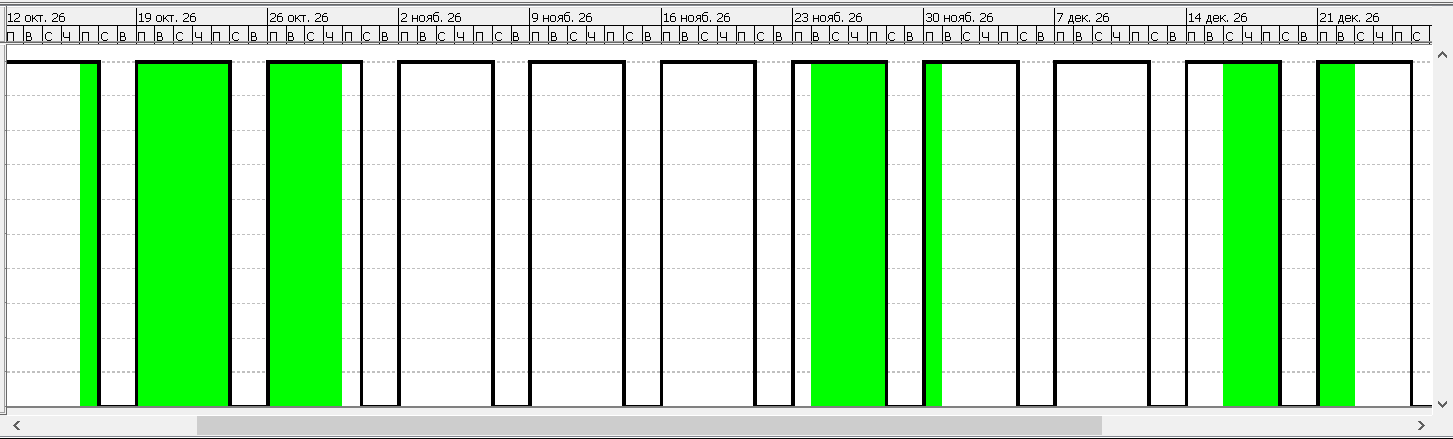 12 окт. 26 19 окт. 26 26 окт. 26 2 нояб. 26 9 нояб. 26 16 нояб. 26 23 нояб. 26 30 нояб. 26 7 дек. 26 14 дек. 26 21 дек. 26
П В С Ч П С В П В С Ч П С В П В С Ч П С В П В С Ч П С В П В С Ч П С В П В С Ч П С В П В С Ч П С В П В С Ч П С В П В С Ч П С В П В С Ч П С В П В С Ч П С